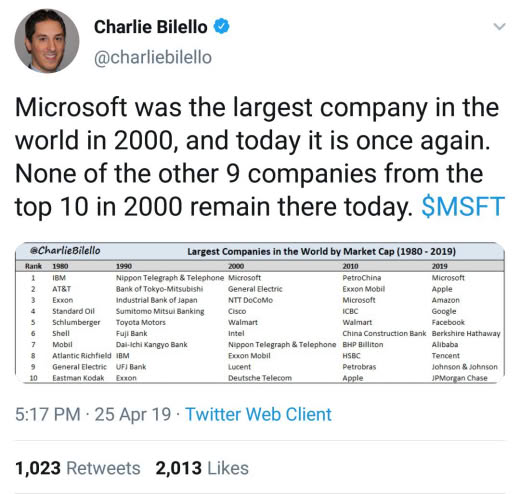 Charlie Bilello
@charliebilello
Microsoft was the largest company in the
world in 2000, and today it is once again.
None of the other 9 companies from the
top 10 in 2000 remain there today. $MSFT
@CharlieBilello Largest Companies in the World by Market Cap (1980 - 2019)
Rank 1980 1990 2000 2010 2019
1 IBM Nippon Telegraph & Telephone Microsoft PetroChina Microsoft
2 AT&T Bank of Tokyo-Mitsubishi General Electric Exxon Mobil Apple
3 Exxon Industrial Bank of Japan NTT DoCoMo Microsoft Amazon
4 Standard Oil Sumitomo Mitsui Banking Cisco ICBC Google
5 Schlumberger Toyota Motors Walmart Walmart Facebook
6 Shell Fuji Bank Intel China Construction Bank Berkshire Hathaway
7 Mobil Dai-Ichi Kangyo Bank Nippon Telegraph & Telephone BHP Billiton Alibaba
8 Atlantic Richfield IBM Exxon Mobil HSBC Tencent
9 General Electric UFJ Bank Lucent Petrobras Johnson & Johnson
10 Eastman Kodak Exxon Deutsche Telecom Apple JPMorgan Chase
5:17 PM · 25 Apr 19 · Twitter Web Client
1,023 Retweets 2,013 Likes